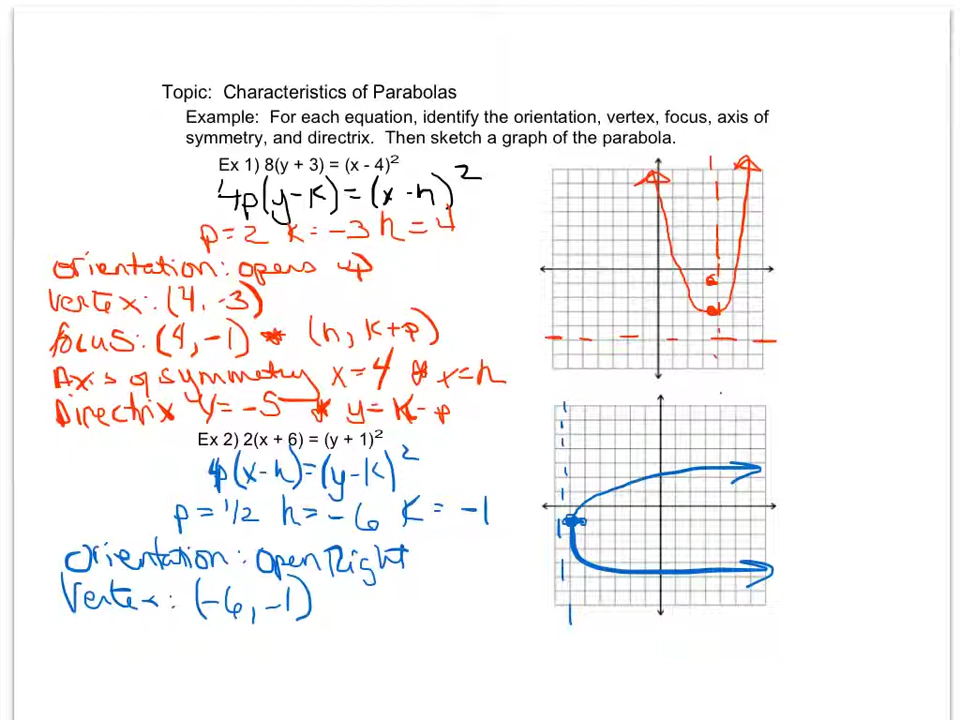 Topic: Characteristics of Parabolas
Example: For each equation, identify the orientation, vertex, focus, axis of
symmetry, and directrix. Then sketch a graph of the parabola.
Ex 1) 8(y + 3) = (x - 4)²
4p(y-k)=(x-h)²
p=2 k=-3 h=4
orientation: opens up
vertex: (4, -3)
focus: (4, -1) * (h, k+p)
Axis of symmetry x=4 * x=h
Directrix y=-5 * y=k-p
Ex 2) 2(x + 6) = (y + 1)²
4p(x-h)=(y-k)²
p=1/2 h=-6 k=-1
Orientation: Open Right
Vertex: (-6, -1)